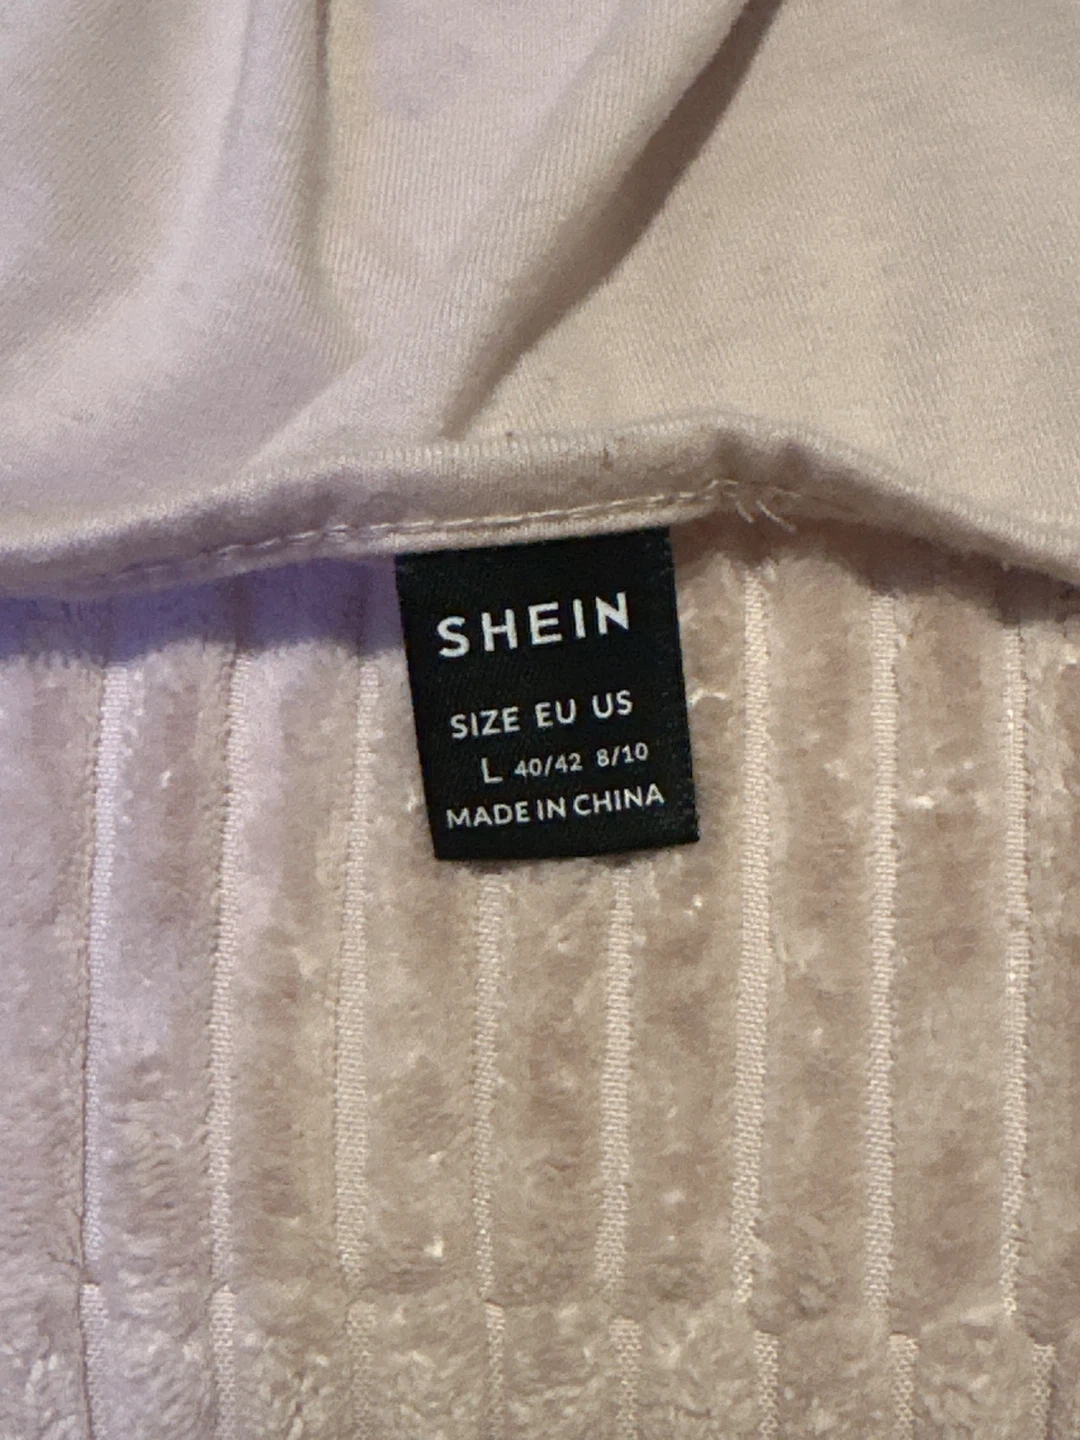 SHEIN
SIZE EU US
L 40/42 8/10
MADE IN CHINA